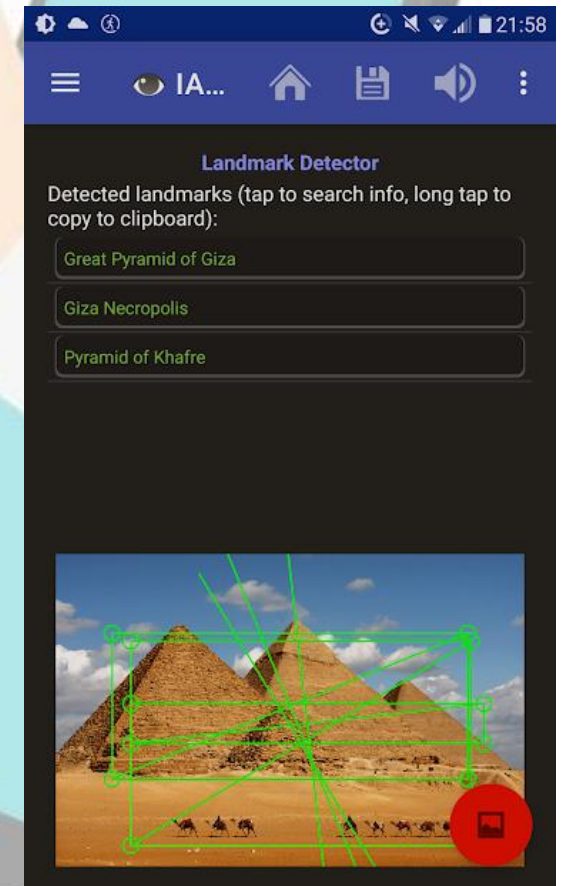 21:58
IA...
Landmark Detector
Detected landmarks (tap to search info, long tap to
copy to clipboard):
Great Pyramid of Giza
Giza Necropolis
Pyramid of Khafre